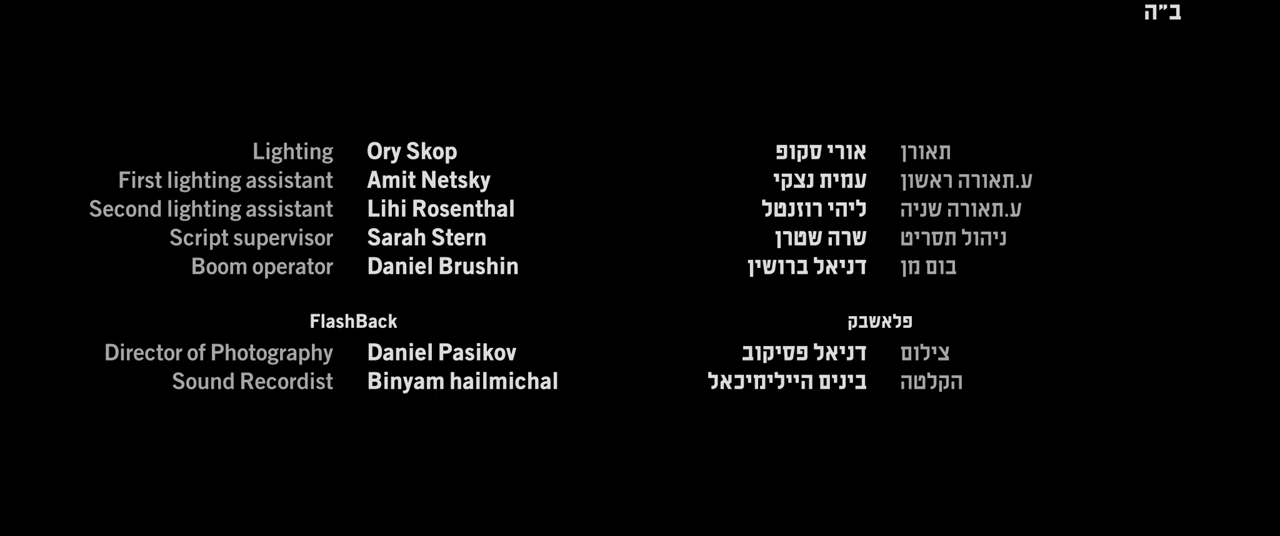 ב"ה
Lighting Ory Skop אורי סקופ תאורן
First lighting assistant Amit Netsky עמית נצקי ע.תאורה ראשון
Second lighting assistant Lihi Rosenthal ליהי רוזנטל ע.תאורה שניה
Script supervisor Sarah Stern שרה שטרן ניהול תסריט
Boom operator Daniel Brushin דניאל ברושין בום מן
FlashBack פלאשבק
Director of Photography Daniel Pasikov דניאל פסיקוב צילום
Sound Recordist Binyam hailmichal בינים היילימיכאל הקלטה